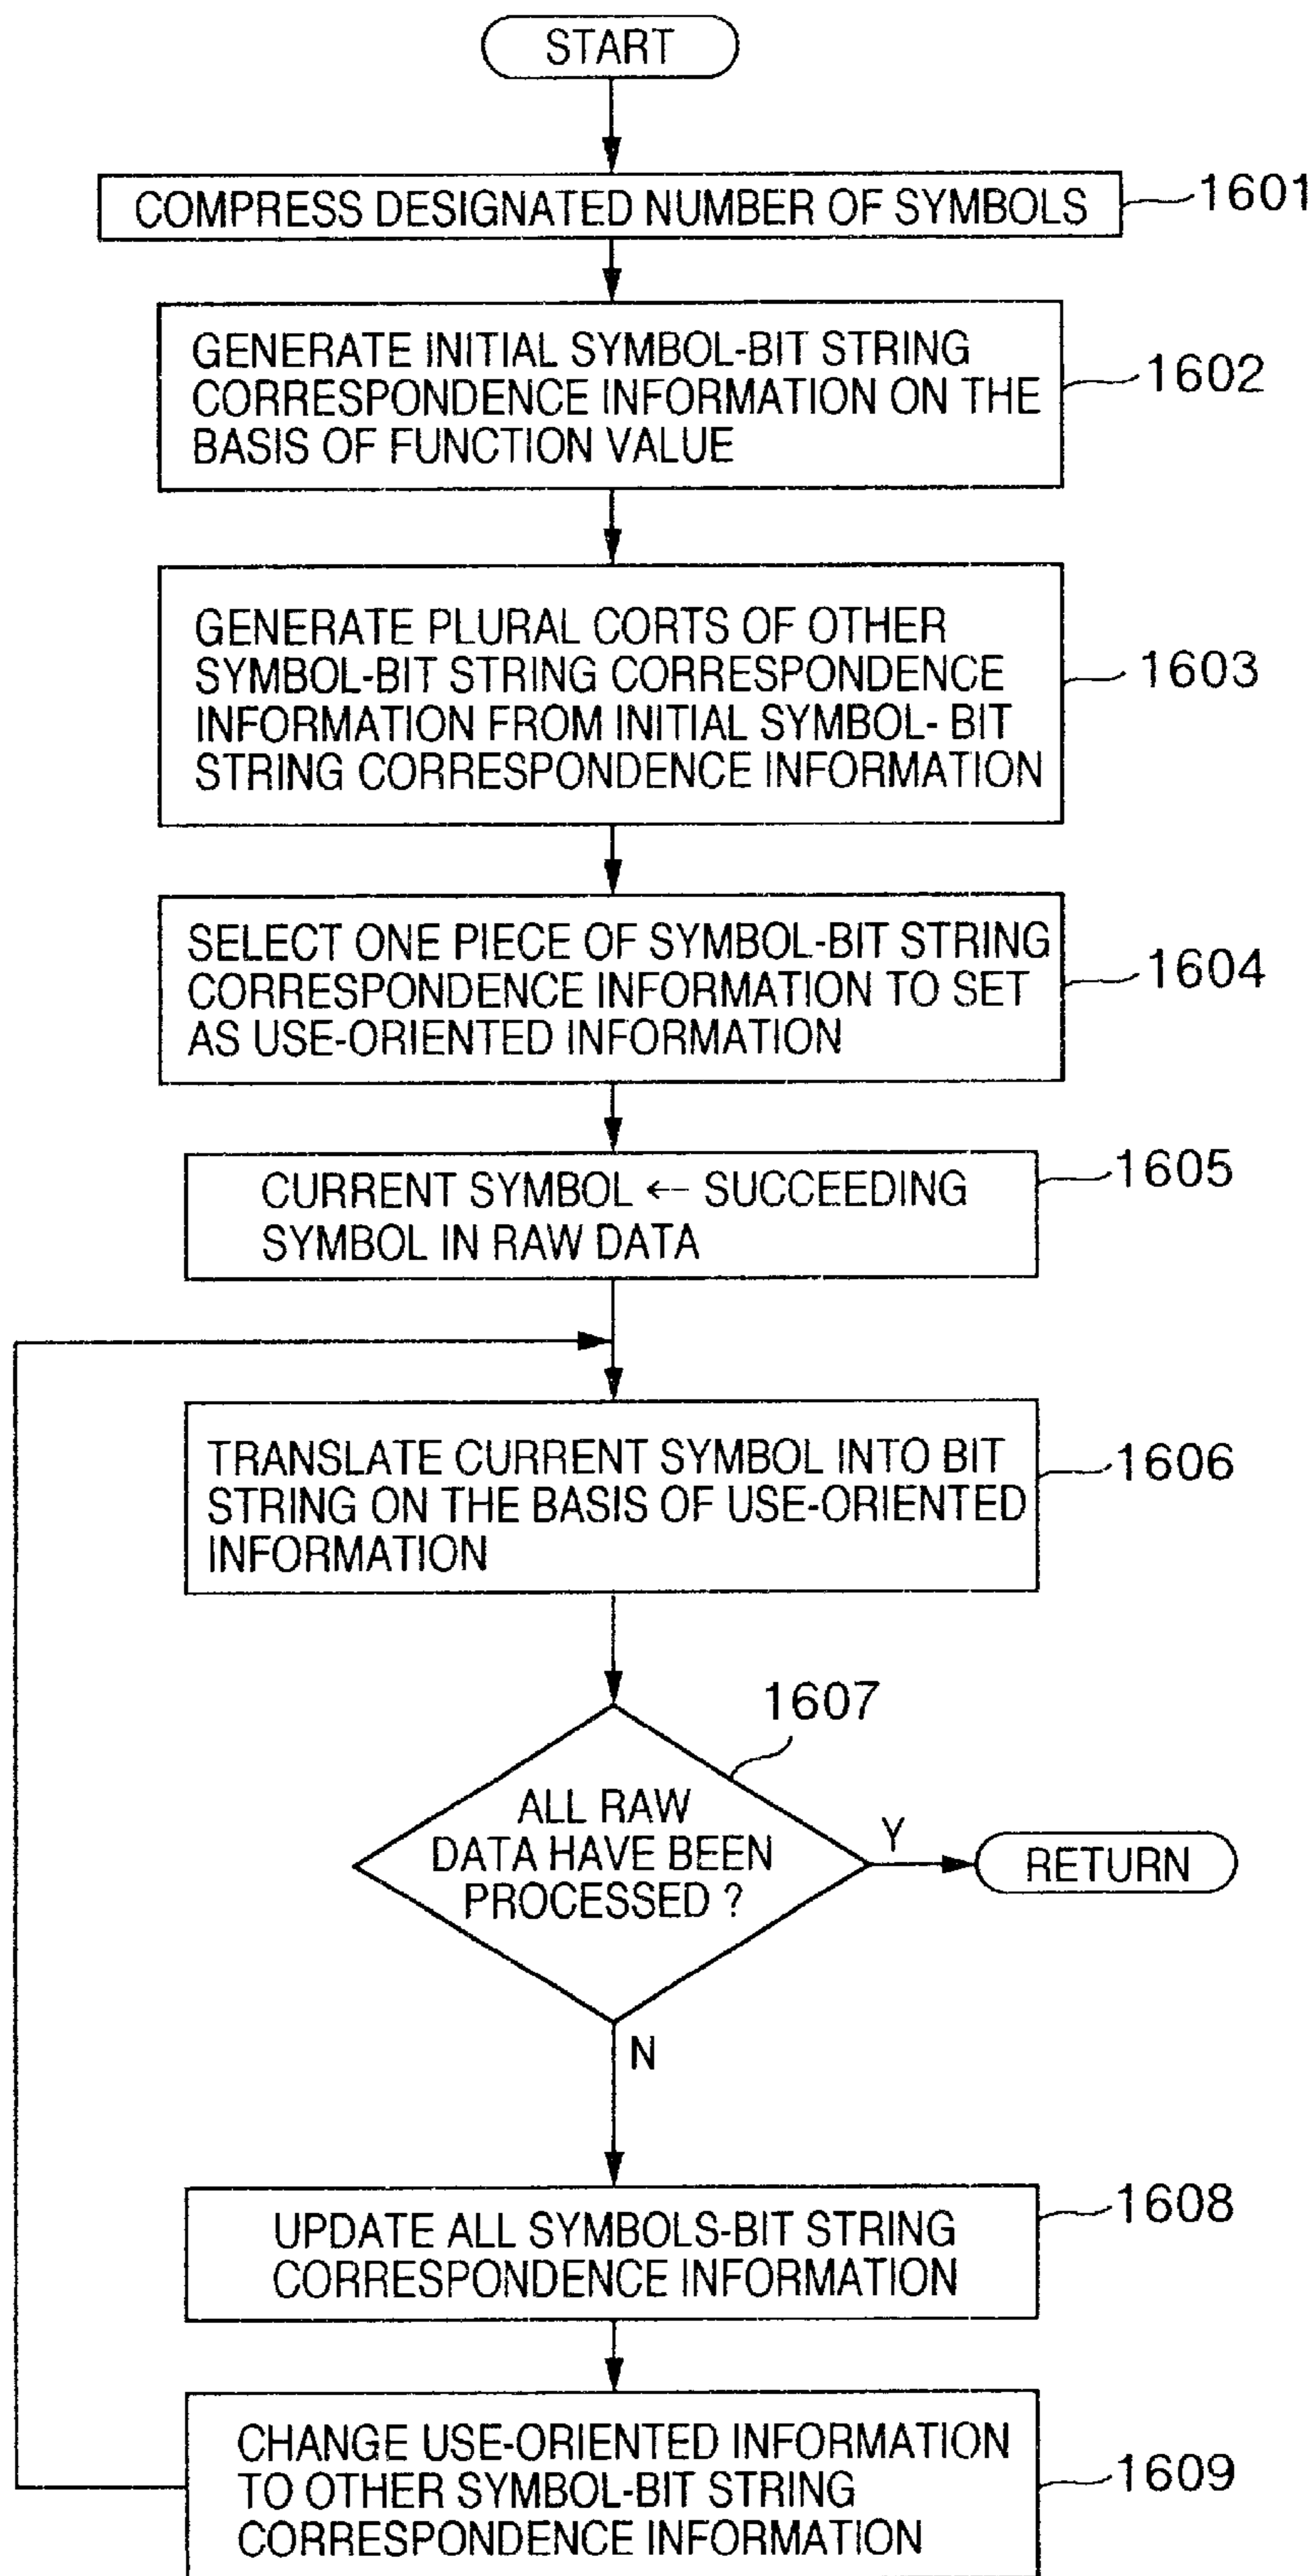 START
COMPRESS DESIGNATED NUMBER OF SYMBOLS
1601
GENERATE INITIAL SYMBOL-BIT STRING
CORRESPONDENCE INFORMATION ON THE
BASIS OF FUNCTION VALUE
1602
GENERATE PLURAL CORTS OF OTHER
SYMBOL-BIT STRING CORRESPONDENCE
INFORMATION FROM INITIAL SYMBOL- BIT
STRING CORRESPONDENCE INFORMATION
1603
SELECT ONE PIECE OF SYMBOL-BIT STRING
CORRESPONDENCE INFORMATION TO SET
AS USE-ORIENTED INFORMATION
1604
CURRENT SYMBOL ← SUCCEEDING
SYMBOL IN RAW DATA
1605
TRANSLATE CURRENT SYMBOL INTO BIT
STRING ON THE BASIS OF USE-ORIENTED
INFORMATION
1606
1607
ALL RAW
DATA HAVE BEEN
PROCESSED ?
Y
RETURN
N
UPDATE ALL SYMBOLS-BIT STRING
CORRESPONDENCE INFORMATION
1608
CHANGE USE-ORIENTED INFORMATION
TO OTHER SYMBOL-BIT STRING
CORRESPONDENCE INFORMATION
1609